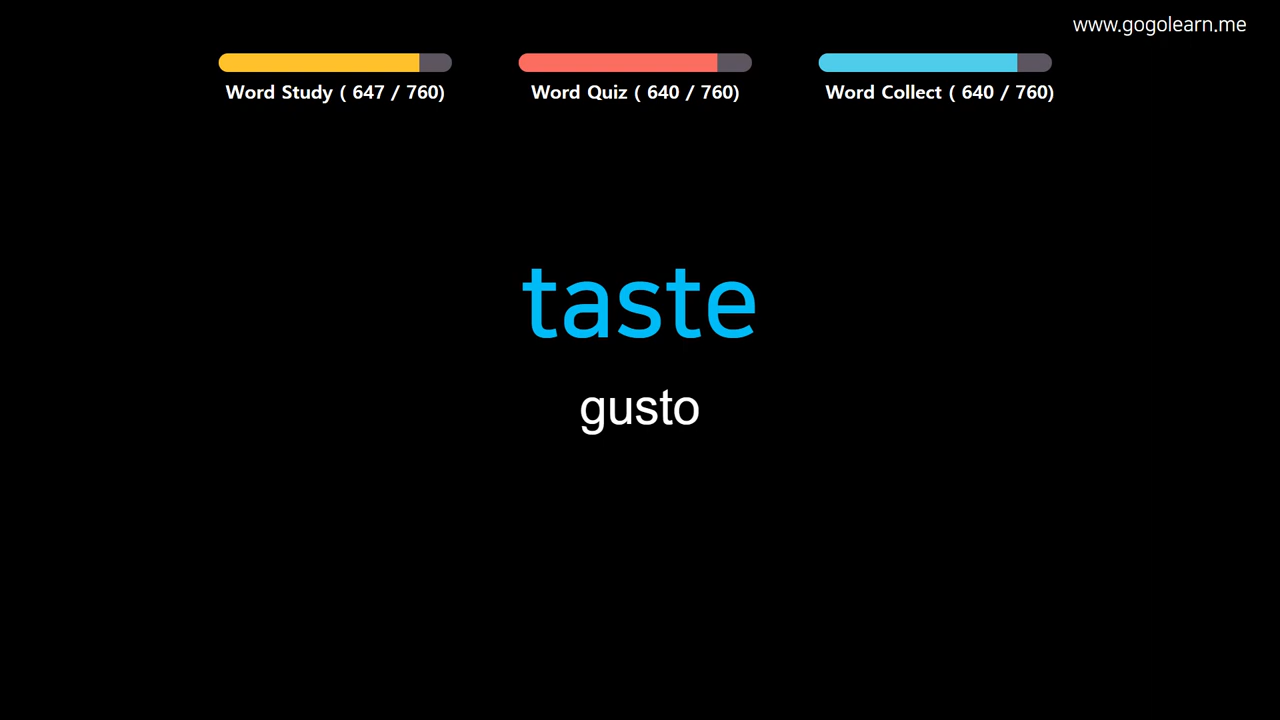 www.gogolearn.me
Word Study ( 647 / 760)
Word Quiz ( 640 / 760)
Word Collect ( 640 / 760)
taste
gusto